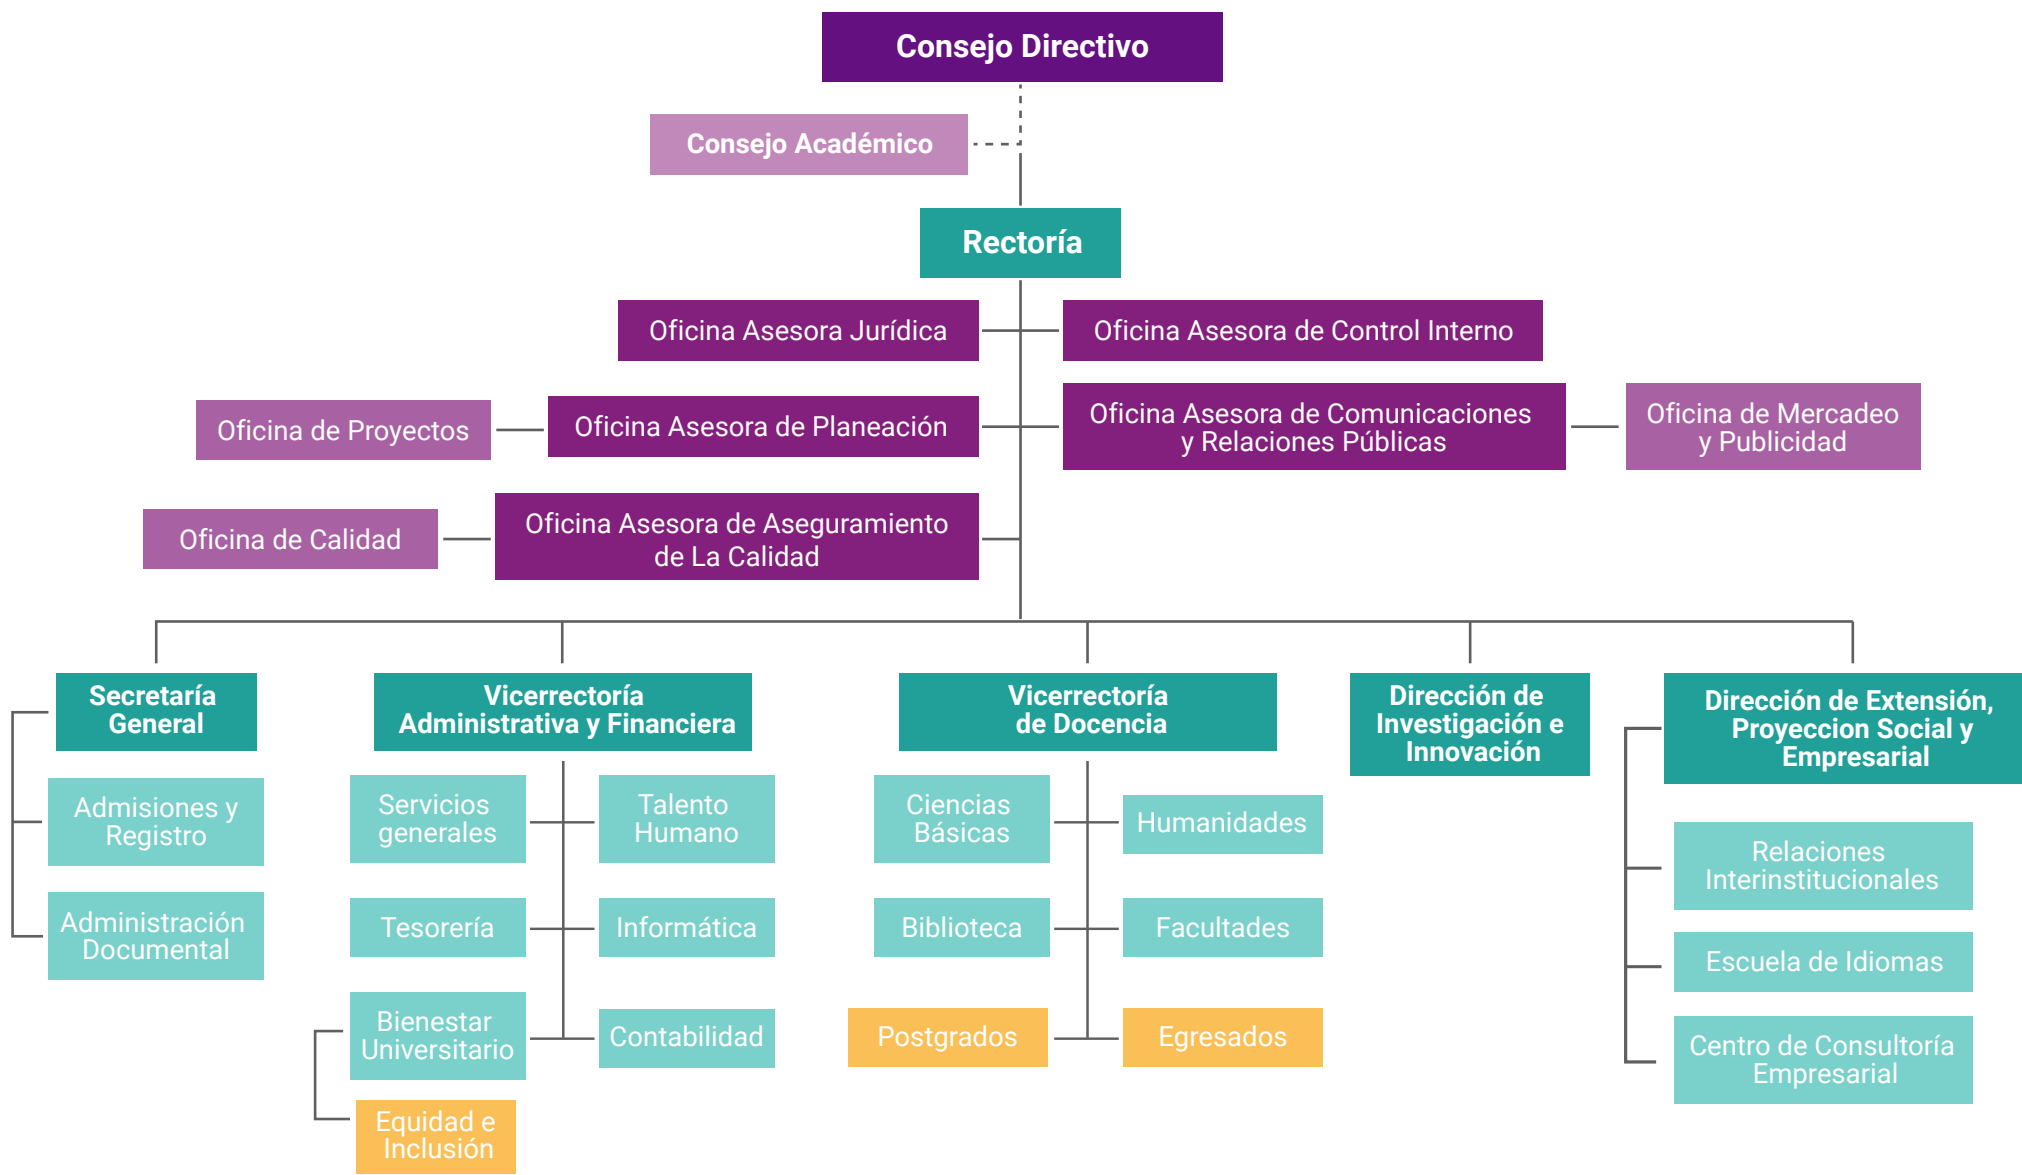 Consejo Directivo
Consejo Académico
Rectoría
Oficina Asesora Jurídica
Oficina Asesora de Control Interno
Oficina de Proyectos
Oficina Asesora de Planeación
Oficina Asesora de Comunicaciones
y Relaciones Públicas
Oficina de Mercadeo
y Publicidad
Oficina de Calidad
Oficina Asesora de Aseguramiento
de La Calidad
Secretaría
General
Admisiones y
Registro
Administración
Documental
Vicerrectoría
Administrativa y Financiera
Servicios
generales
Talento
Humano
Tesorería
Informática
Bienestar
Universitario
Contabilidad
Equidad e
Inclusión
Vicerrectoría
de Docencia
Ciencias
Básicas
Humanidades
Biblioteca
Facultades
Postgrados
Egresados
Dirección de
Investigación e
Innovación
Dirección de Extensión,
Proyeccion Social y
Empresarial
Relaciones
Interinstitucionales
Escuela de Idiomas
Centro de Consultoría
Empresarial